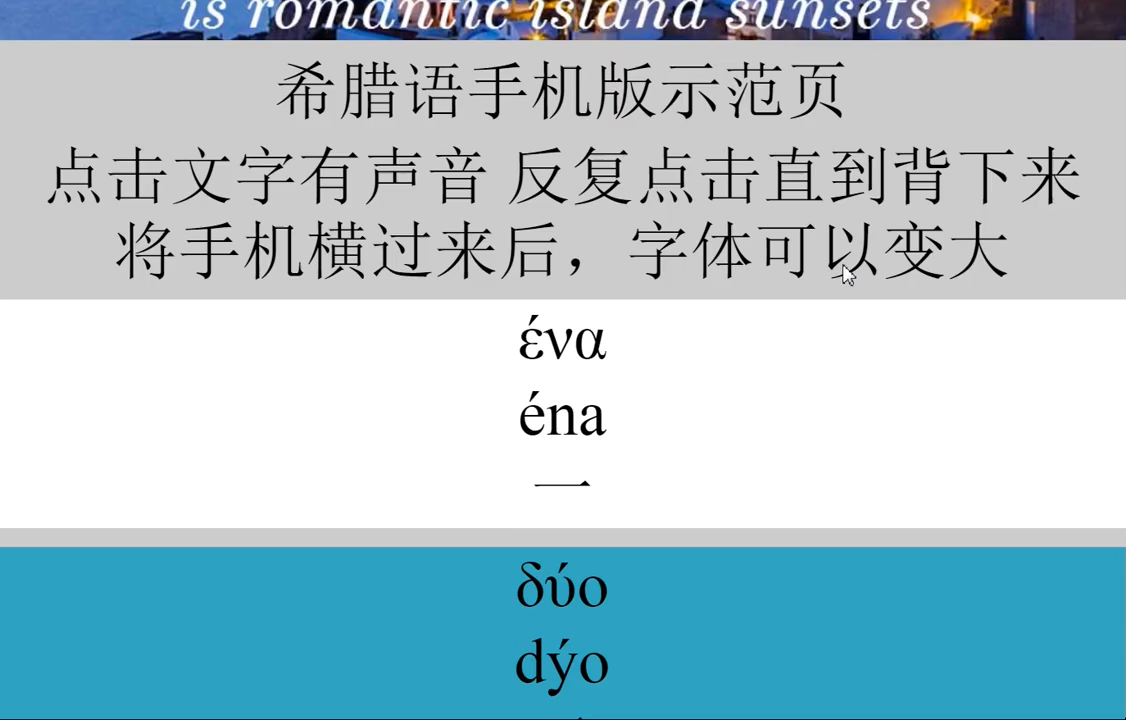 is romantic island sunsets
希腊语手机版示范页
点击文字有声音 反复点击直到背下来
将手机横过来后，字体可以变大
ένα
éna
一
δύο
dýo